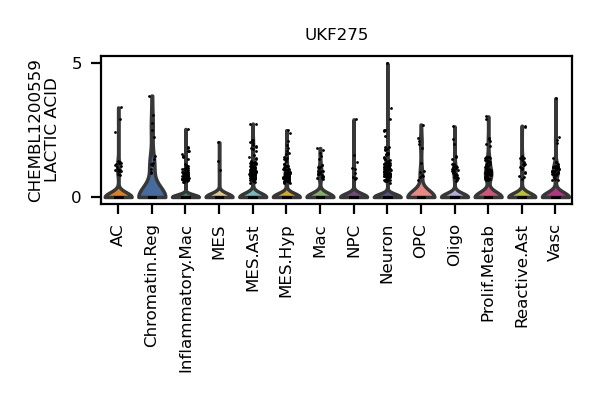 UKF275
CHEMBL1200559
LACTIC ACID
5
0
AC
Chromatin.Reg
Inflammatory.Mac
MES
MES.Ast
MES.Hyp
Mac
NPC
Neuron
OPC
Oligo
Prolif.Metab
Reactive.Ast
Vasc